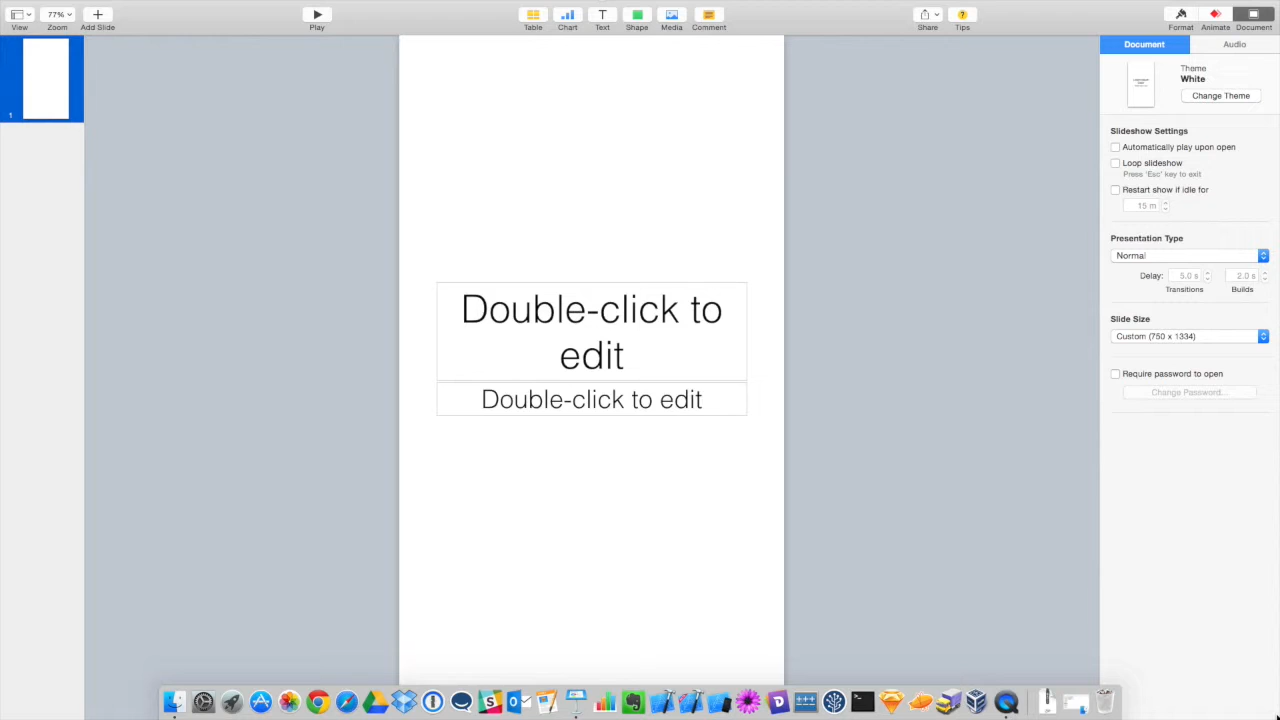 View
77%
Zoom
Add Slide
Play
Table
Chart
Text
Shape
Media
Comment
Share
Tips
Format
Animate
Document
Document
Audio
1
Theme
White
Change Theme
Slideshow Settings
Automatically play upon open
Loop slideshow
Press 'Esc' key to exit
Restart show if idle for
15 m
Presentation Type
Normal
Delay:
5.0 s
2.0 s
Transitions
Builds
Slide Size
Custom (750 x 1334)
Require password to open
Change Password...
Double-click to
edit
Double-click to edit